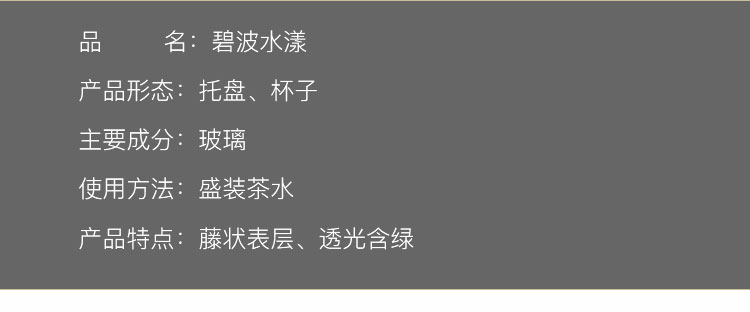 品　　名：碧波水漾
产品形态：托盘、杯子
主要成分：玻璃
使用方法：盛装茶水
产品特点：藤状表层、透光含绿